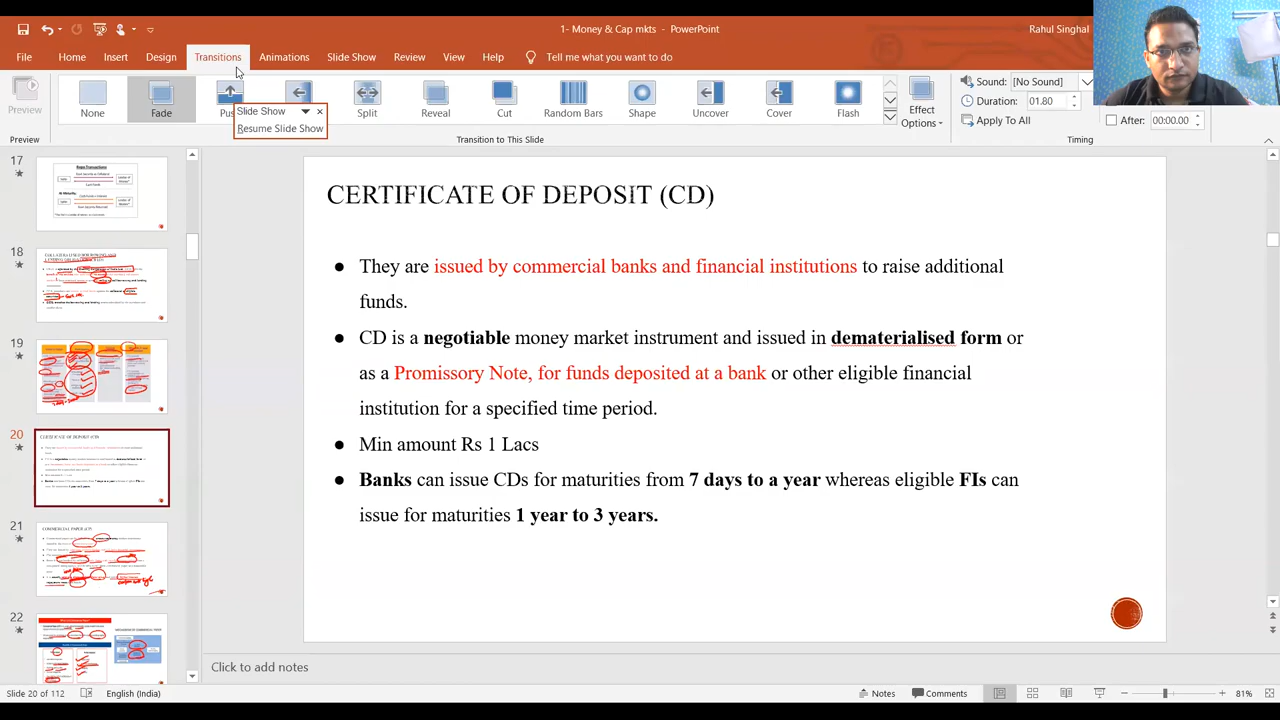 1- Money & Cap mkts - PowerPoint
Rahul Singhal
File Home Insert Design Transitions Animations Slide Show Review View Help Tell me what you want to do
Preview
None Fade Split Reveal Cut Random Bars Shape Uncover Cover Flash
Effect Options
Sound: [No Sound]
Duration: 01.80
Apply To All
After: 00:00.00
Slide Show
Resume Slide Show
Preview Transition to This Slide Timing
17
18
19
20
21
22
CERTIFICATE OF DEPOSIT (CD)
● They are issued by commercial banks and financial institutions to raise additional
funds.
● CD is a negotiable money market instrument and issued in dematerialised form or
as a Promissory Note, for funds deposited at a bank or other eligible financial
institution for a specified time period.
● Min amount Rs 1 Lacs
● Banks can issue CDs for maturities from 7 days to a year whereas eligible FIs can
issue for maturities 1 year to 3 years.
Click to add notes
Slide 20 of 112 English (India) Notes Comments 81%